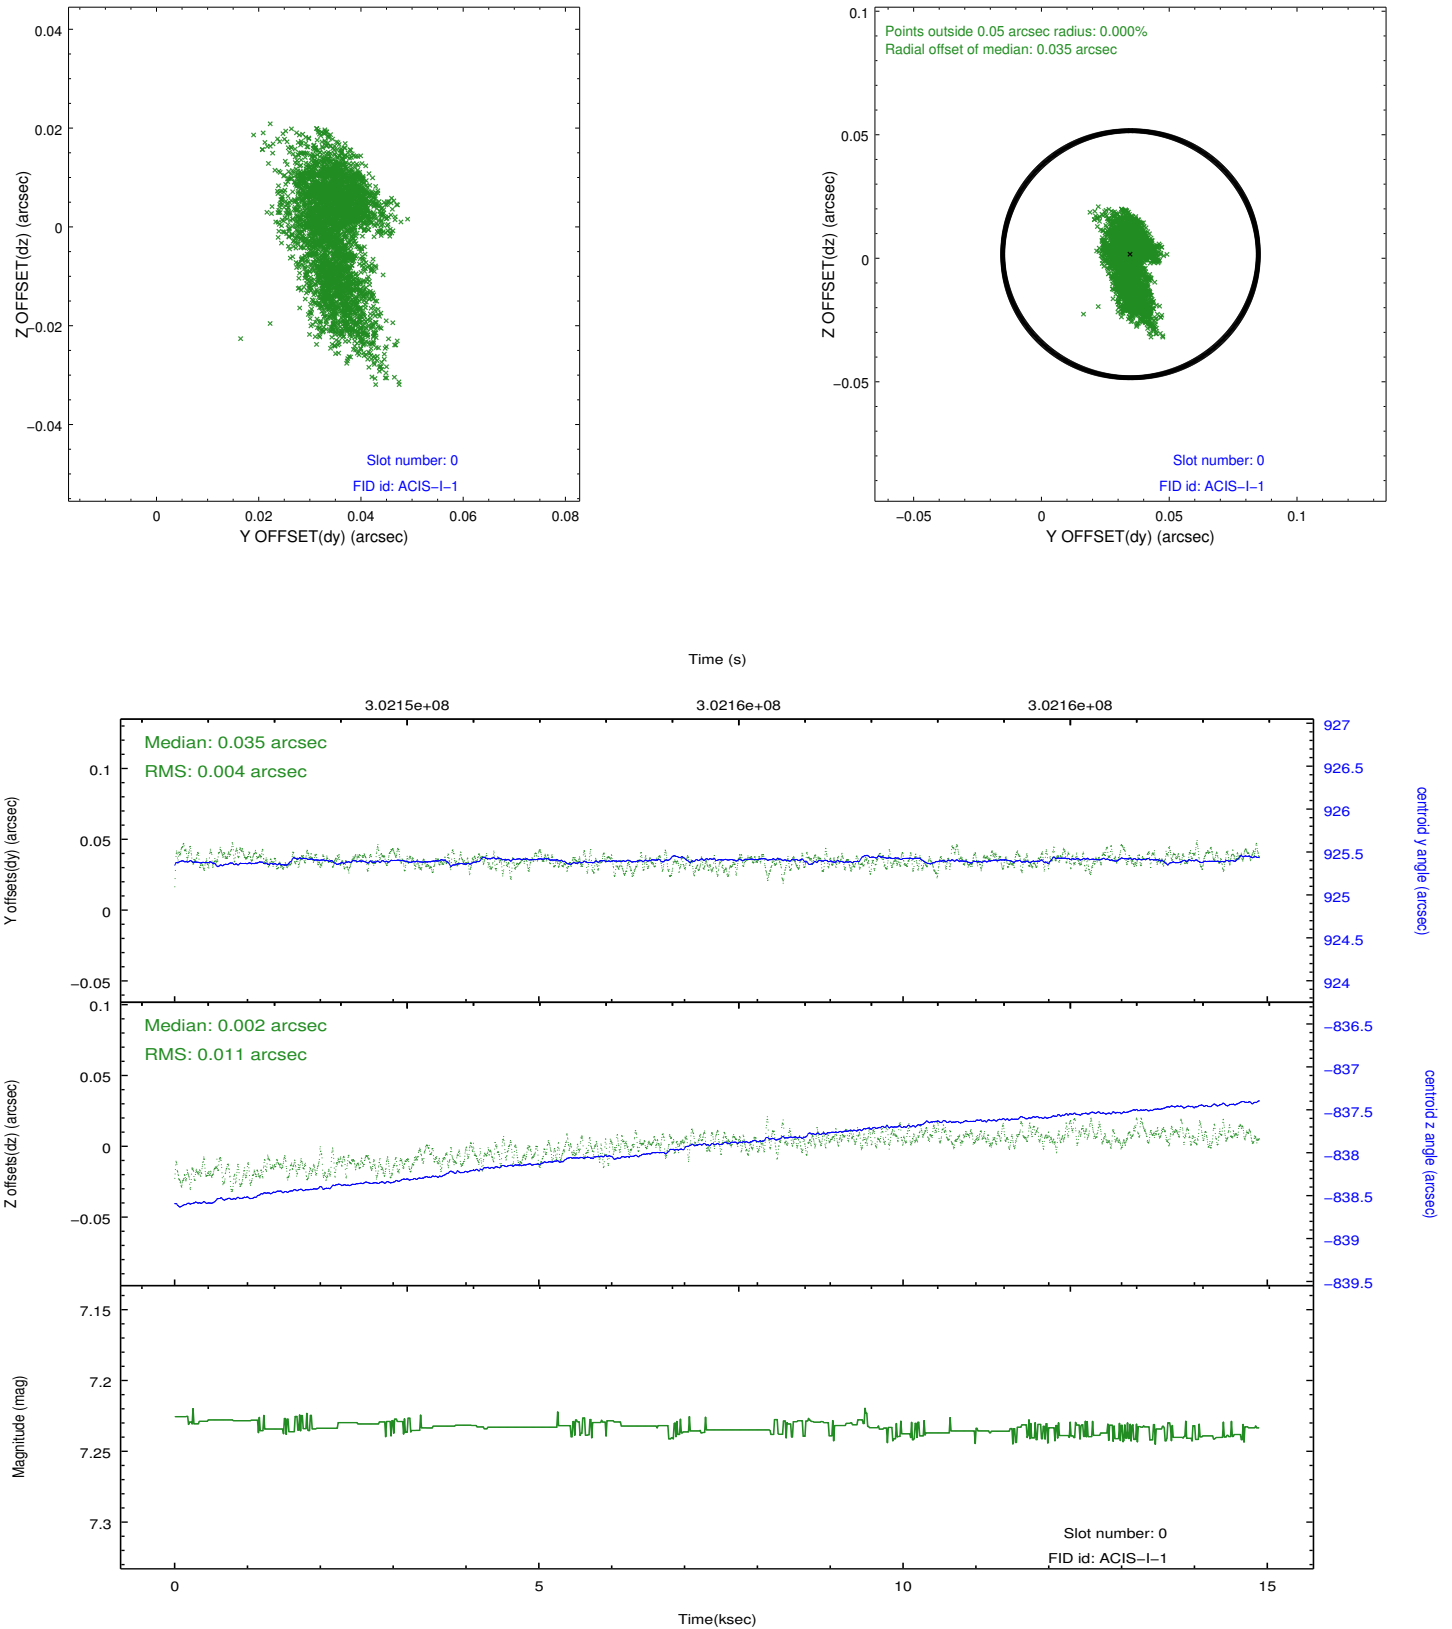 0.04
0.02
0
−0.02
−0.04
Z OFFSET(dz) (arcsec)
Slot number: 0
FID id: ACIS−I−1
0 0.02 0.04 0.06 0.08
Y OFFSET(dy) (arcsec)
Points outside 0.05 arcsec radius: 0.000%
Radial offset of median: 0.035 arcsec
0.1
0.05
0
−0.05
Z OFFSET(dz) (arcsec)
Slot number: 0
FID id: ACIS−I−1
−0.05 0 0.05 0.1
Y OFFSET(dy) (arcsec)
Time (s)
3.0215e+08 3.0216e+08 3.0216e+08
Median: 0.035 arcsec
RMS: 0.004 arcsec
0.1
0.05
0
−0.05
Y offsets(dy) (arcsec)
927
926.5
926
925.5
925
924.5
924
centroid y angle (arcsec)
Median: 0.002 arcsec
RMS: 0.011 arcsec
0.1
0.05
0
−0.05
Z offsets(dz) (arcsec)
−836.5
−837
−837.5
−838
−838.5
−839
−839.5
centroid z angle (arcsec)
7.15
7.2
7.25
7.3
Magnitude (mag)
Slot number: 0
FID id: ACIS−I−1
0 5 10 15
Time(ksec)